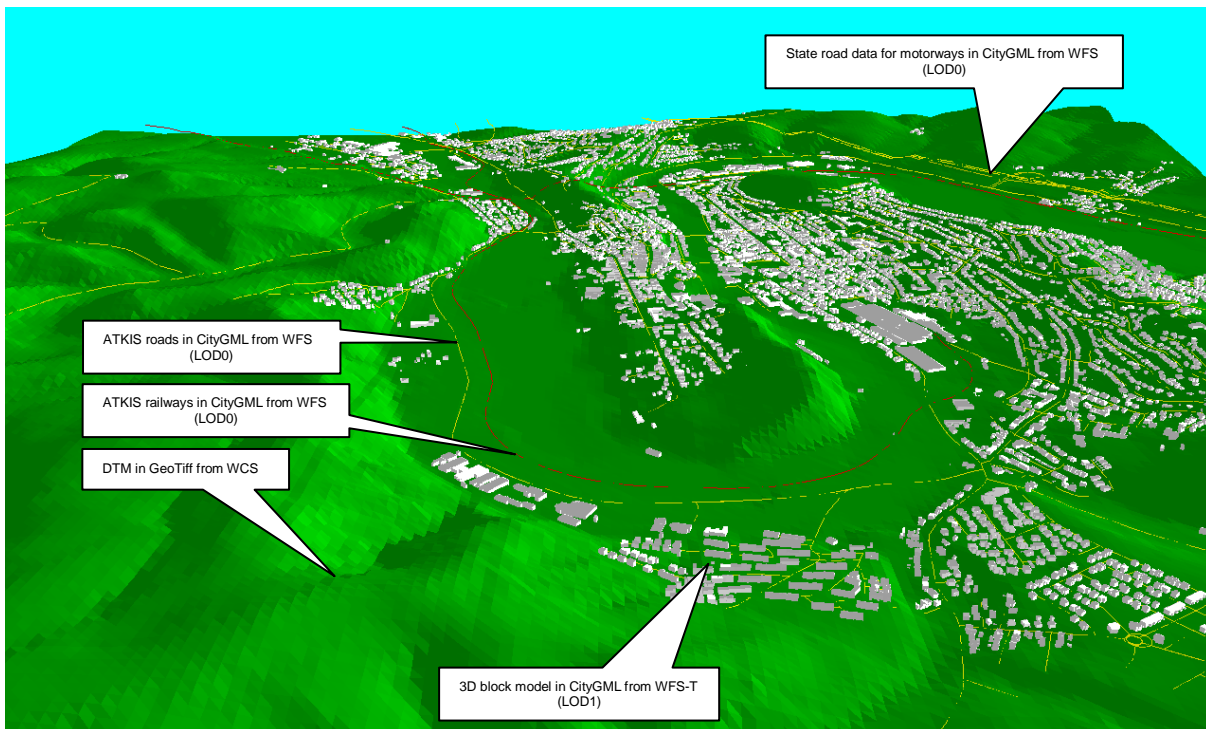 State road data for motorways in CityGML from WFS
(LOD0)
ATKIS roads in CityGML from WFS
(LOD0)
ATKIS railways in CityGML from WFS
(LOD0)
DTM in GeoTiff from WCS
3D block model in CityGML from WFS-T
(LOD1)